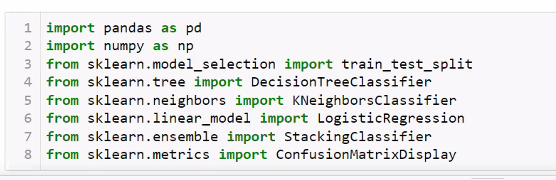 1 import pandas as pd
2 import numpy as np
3 from sklearn.model_selection import train_test_split
4 from sklearn.tree import DecisionTreeClassifier
5 from sklearn.neighbors import KNeighborsClassifier
6 from sklearn.linear_model import LogisticRegression
7 from sklearn.ensemble import StackingClassifier
8 from sklearn.metrics import ConfusionMatrixDisplay